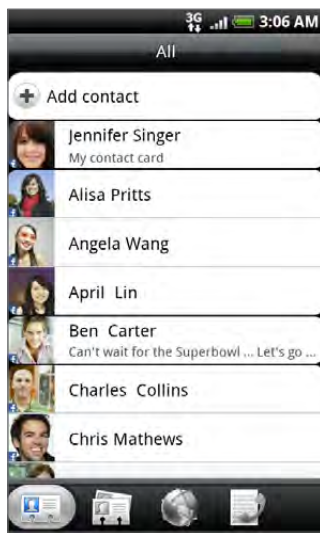 3G 3:06 AM
All
Add contact
Jennifer Singer
My contact card
Alisa Pritts
Angela Wang
April Lin
Ben Carter
Can't wait for the Superbowl ... Let's go ...
Charles Collins
Chris Mathews